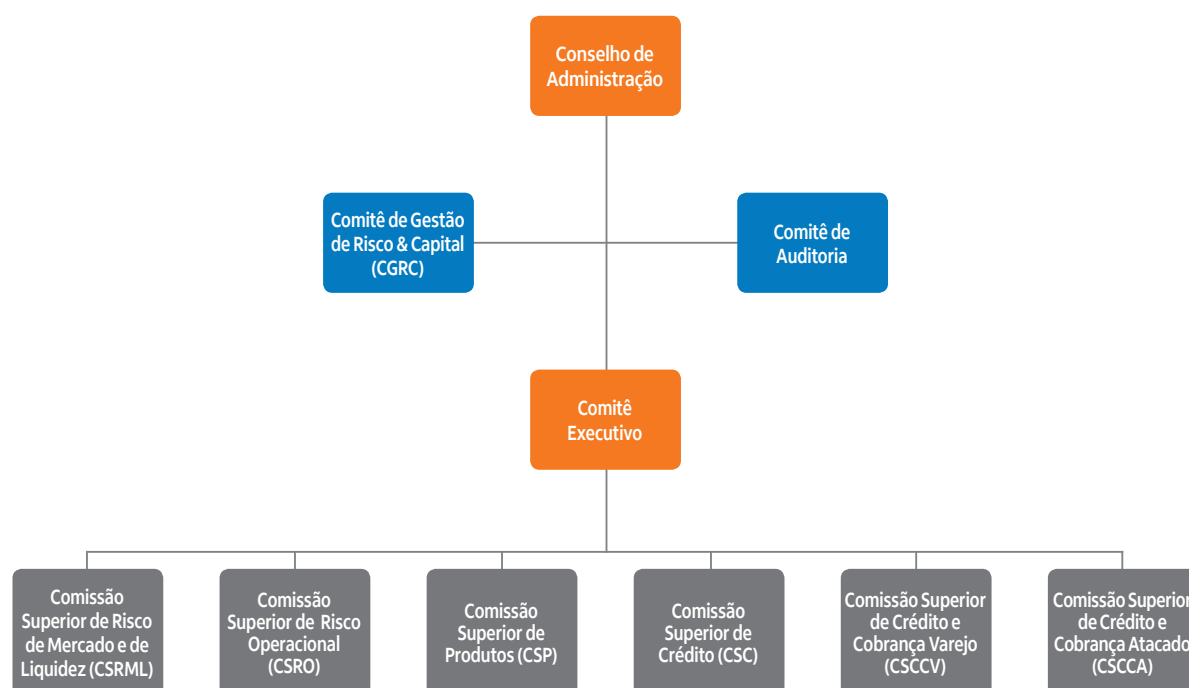 Conselho de
Administração
Comitê de Gestão
de Risco & Capital
(CGRC)
Comitê de
Auditoria
Comitê
Executivo
Comissão
Superior de Risco
de Mercado e de
Liquidez (CSRML)
Comissão
Superior de Risco
Operacional
(CSRO)
Comissão
Superior de
Produtos (CSP)
Comissão
Superior de
Crédito (CSC)
Comissão Superior
de Crédito e
Cobrança Varejo
(CSCCV)
Comissão Superior
de Crédito e
Cobrança Atacado
(CSCCA)